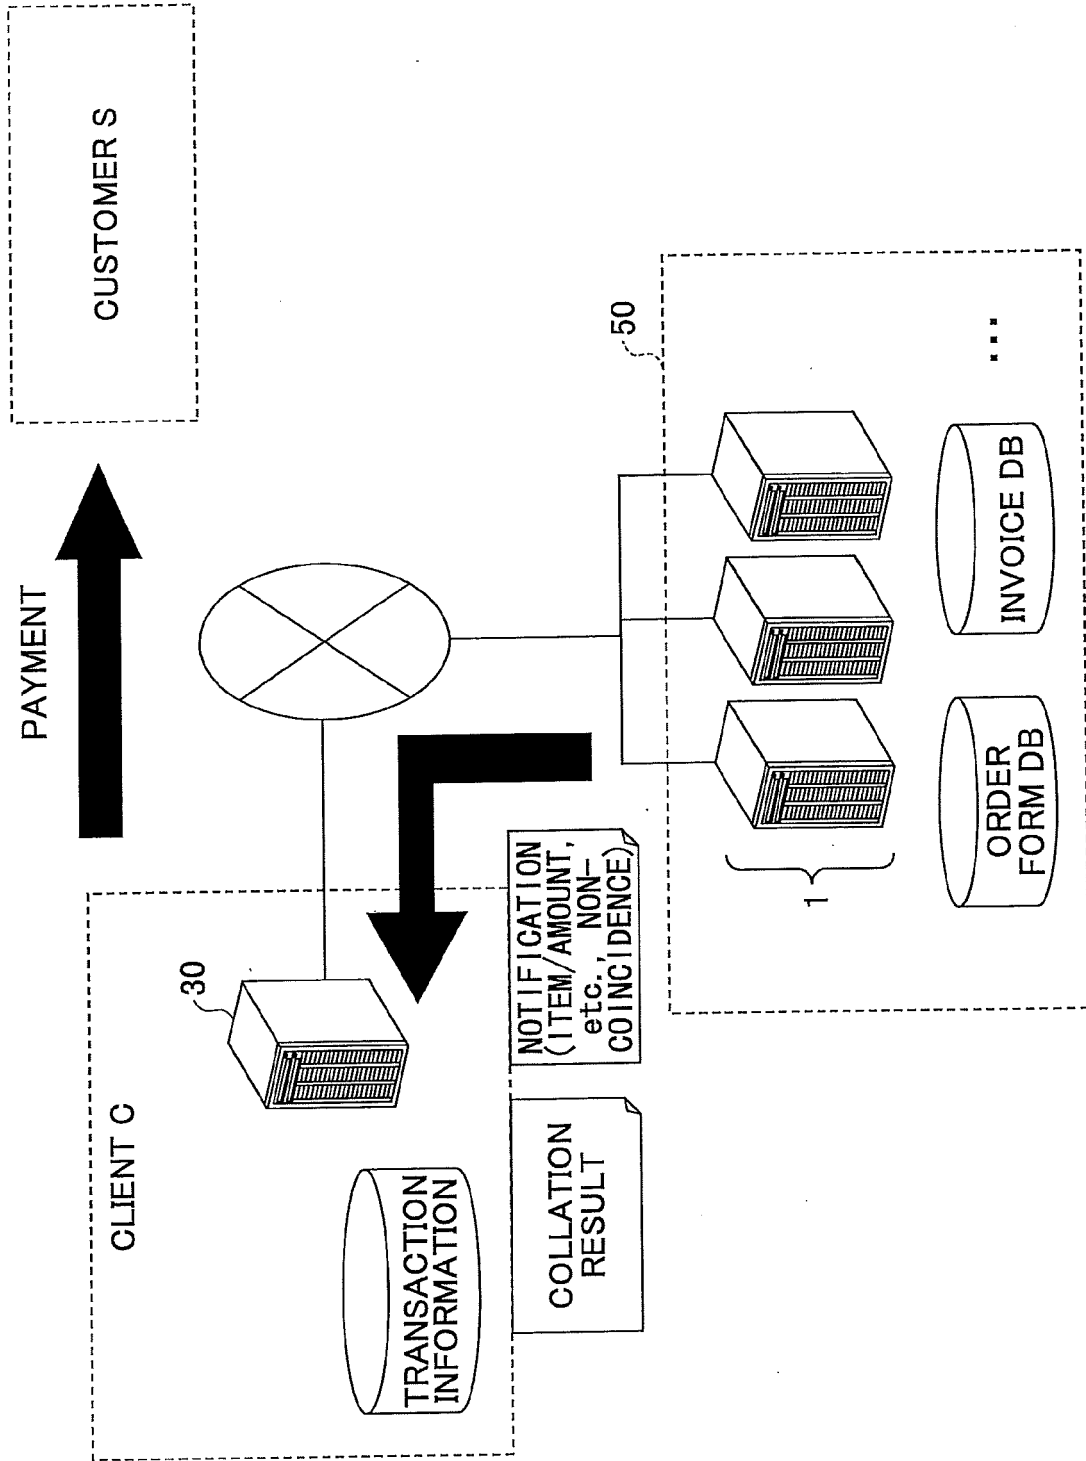 PAYMENT
CUSTOMER S
CLIENT C
30
TRANSACTION
INFORMATION
COLLATION
RESULT
NOTIFICATION
(ITEM/AMOUNT,
etc., NON-
COINCIDENCE)
50
1
ORDER
FORM DB
INVOICE DB
...